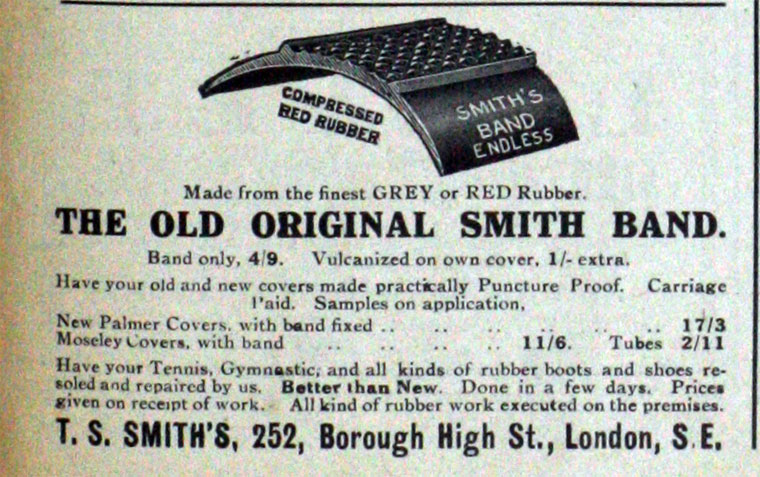 COMPRESSED
RED RUBBER
SMITH'S
BAND
ENDLESS
Made from the finest GREY or RED Rubber.
THE OLD ORIGINAL SMITH BAND.
Band only, 4/9. Vulcanized on own cover, 1/- extra.
Have your old and new covers made practically Puncture Proof. Carriage
Paid. Samples on application,
New Palmer Covers, with band fixed .. .. .. .. .. .. 17/3
Moseley Covers, with band .. .. .. .. 11/6. Tubes 2/11
Have your Tennis, Gymnastic, and all kinds of rubber boots and shoes re-
soled and repaired by us. Better than New. Done in a few days. Prices
given on receipt of work. All kind of rubber work executed on the premises.
T. S. SMITH'S, 252, Borough High St., London, S.E.